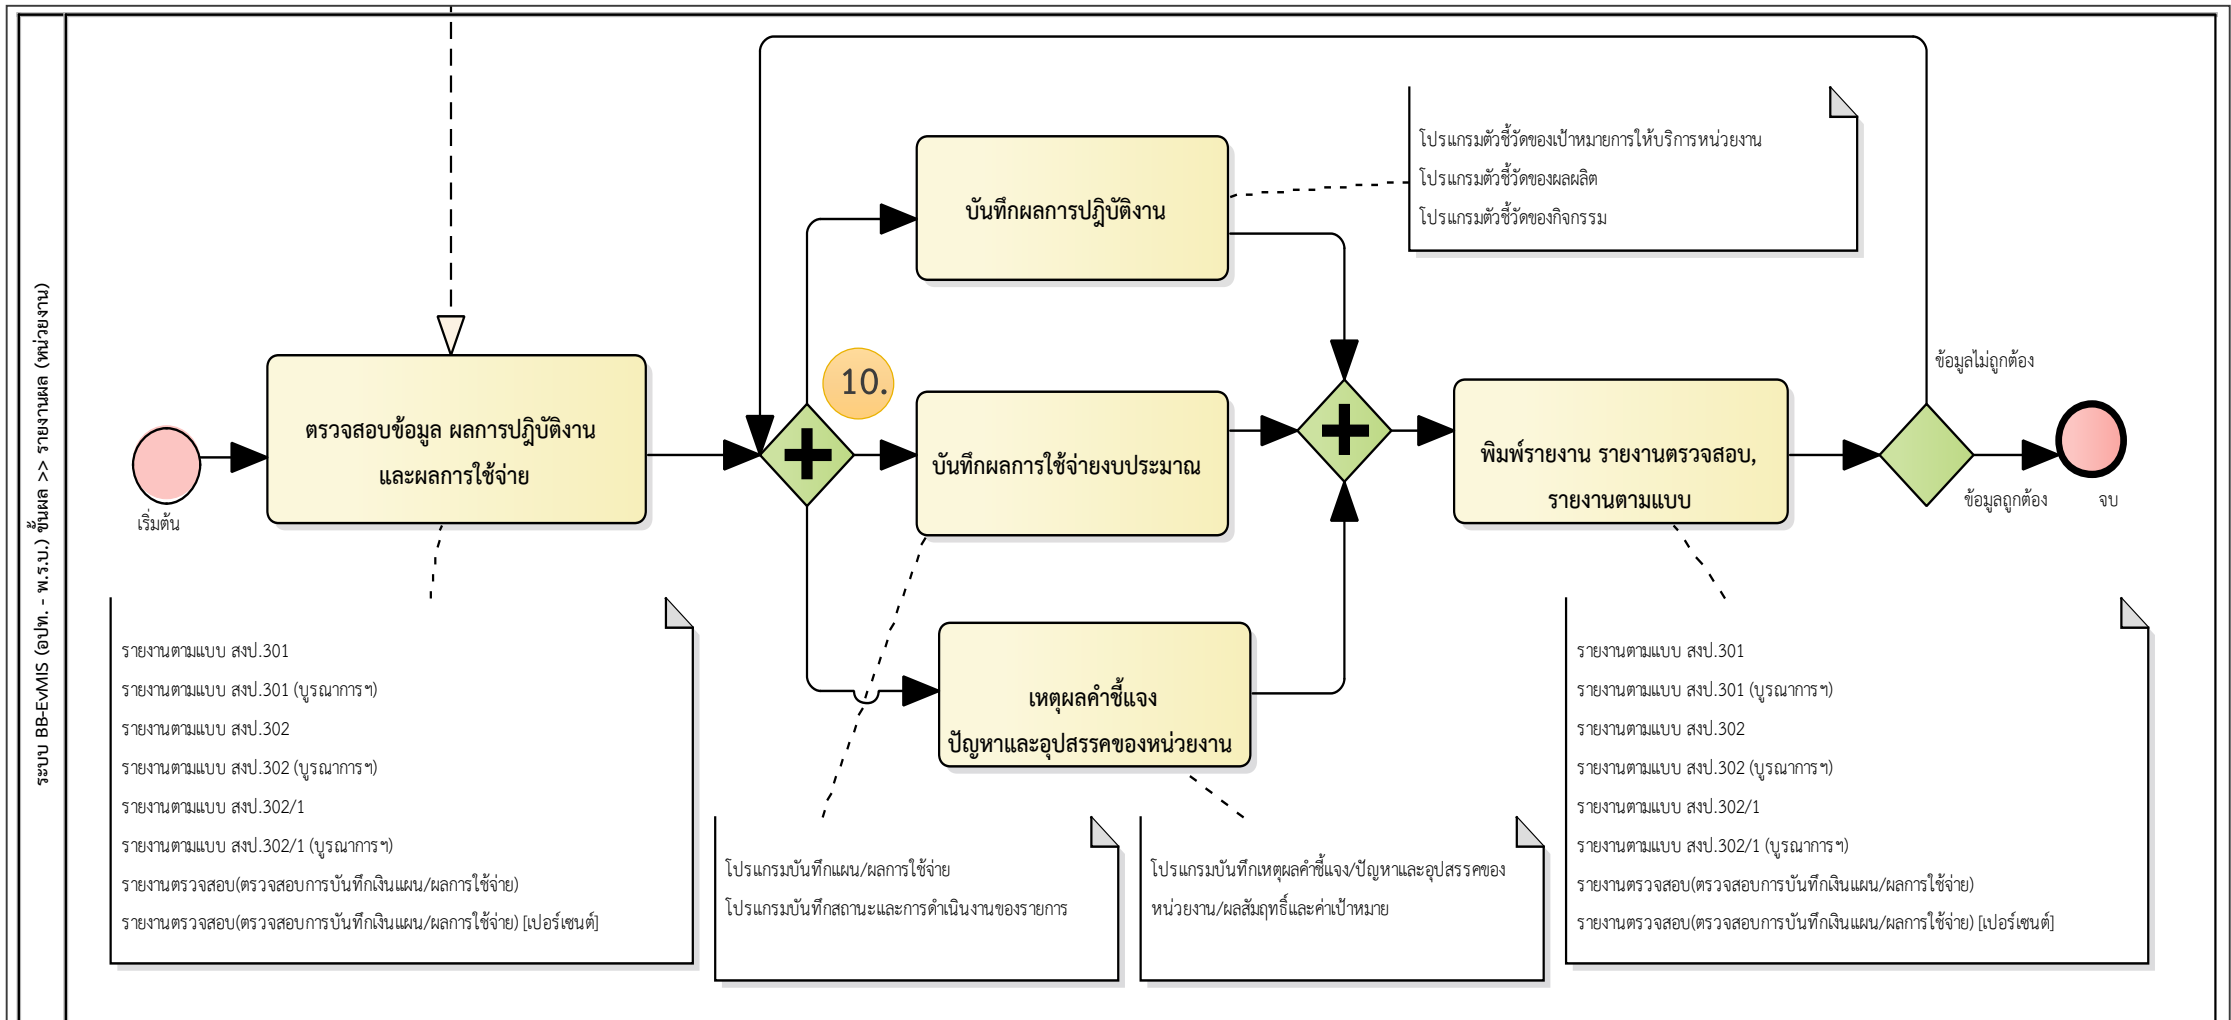 ระบบ BB-EvMIS (อปท. - พ.ร.บ.) ขั้นผล >> รายงานผล (หน่วยงาน)
เริ่มต้น
ตรวจสอบข้อมูล ผลการปฎิบัติงาน
และผลการใช้จ่าย
10.
บันทึกผลการปฎิบัติงาน
โปรแกรมตัวชี้วัดของเป้าหมายการให้บริการหน่วยงาน
โปรแกรมตัวชี้วัดของผลผลิต
โปรแกรมตัวชี้วัดของกิจกรรม
บันทึกผลการใช้จ่ายงบประมาณ
เหตุผลคำชี้แจง
ปัญหาและอุปสรรคของหน่วยงาน
พิมพ์รายงาน รายงานตรวจสอบ,
รายงานตามแบบ
ข้อมูลไม่ถูกต้อง
ข้อมูลถูกต้อง
จบ
รายงานตามแบบ สงป.301
รายงานตามแบบ สงป.301 (บูรณาการฯ)
รายงานตามแบบ สงป.302
รายงานตามแบบ สงป.302 (บูรณาการฯ)
รายงานตามแบบ สงป.302/1
รายงานตามแบบ สงป.302/1 (บูรณาการฯ)
รายงานตรวจสอบ(ตรวจสอบการบันทึกเงินแผน/ผลการใช้จ่าย)
รายงานตรวจสอบ(ตรวจสอบการบันทึกเงินแผน/ผลการใช้จ่าย) [เปอร์เซนต์]
โปรแกรมบันทึกแผน/ผลการใช้จ่าย
โปรแกรมบันทึกสถานะและการดำเนินงานของรายการ
โปรแกรมบันทึกเหตุผลคำชี้แจง/ปัญหาและอุปสรรคของ
หน่วยงาน/ผลสัมฤทธิ์และค่าเป้าหมาย
รายงานตามแบบ สงป.301
รายงานตามแบบ สงป.301 (บูรณาการฯ)
รายงานตามแบบ สงป.302
รายงานตามแบบ สงป.302 (บูรณาการฯ)
รายงานตามแบบ สงป.302/1
รายงานตามแบบ สงป.302/1 (บูรณาการฯ)
รายงานตรวจสอบ(ตรวจสอบการบันทึกเงินแผน/ผลการใช้จ่าย)
รายงานตรวจสอบ(ตรวจสอบการบันทึกเงินแผน/ผลการใช้จ่าย) [เปอร์เซนต์]